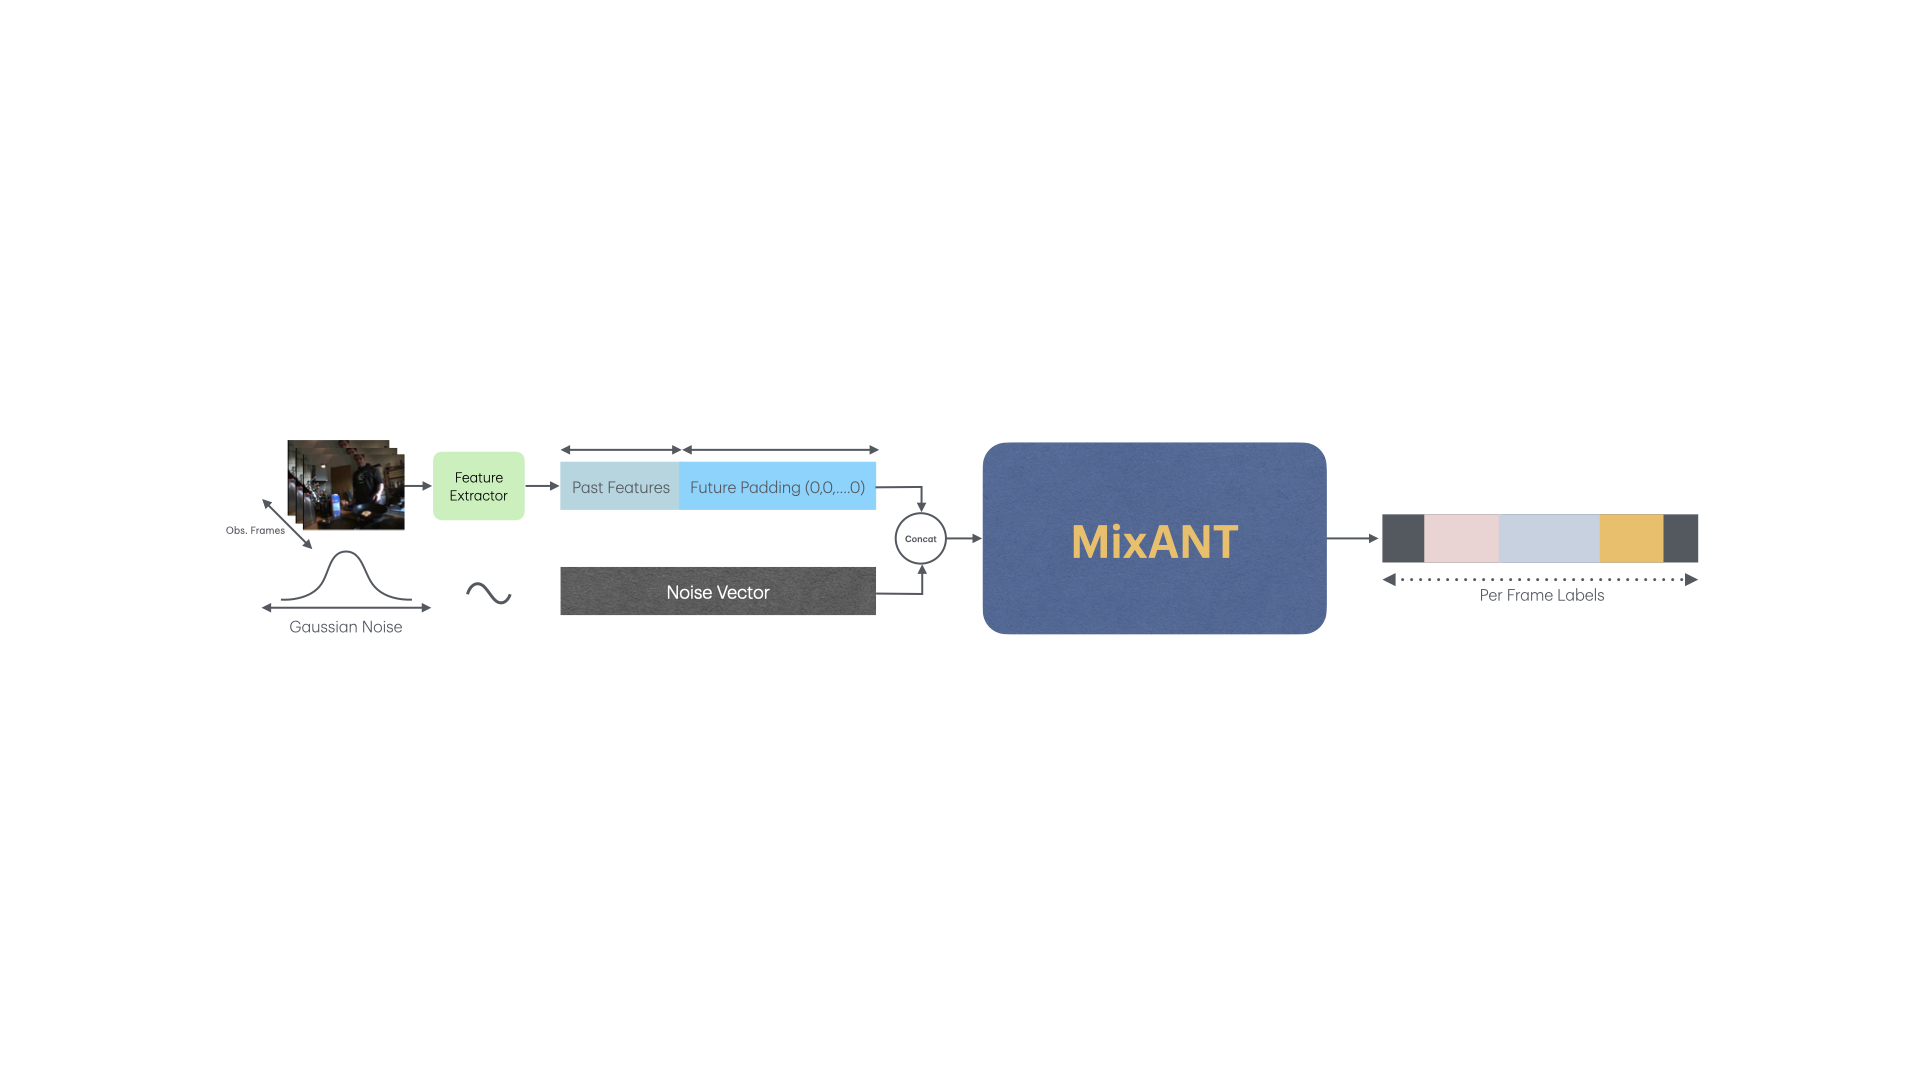 Obs. Frames
Gaussian Noise
Feature
Extractor
Past Features
Future Padding (0,0,....0)
Noise Vector
Concat
MixANT
Per Frame Labels